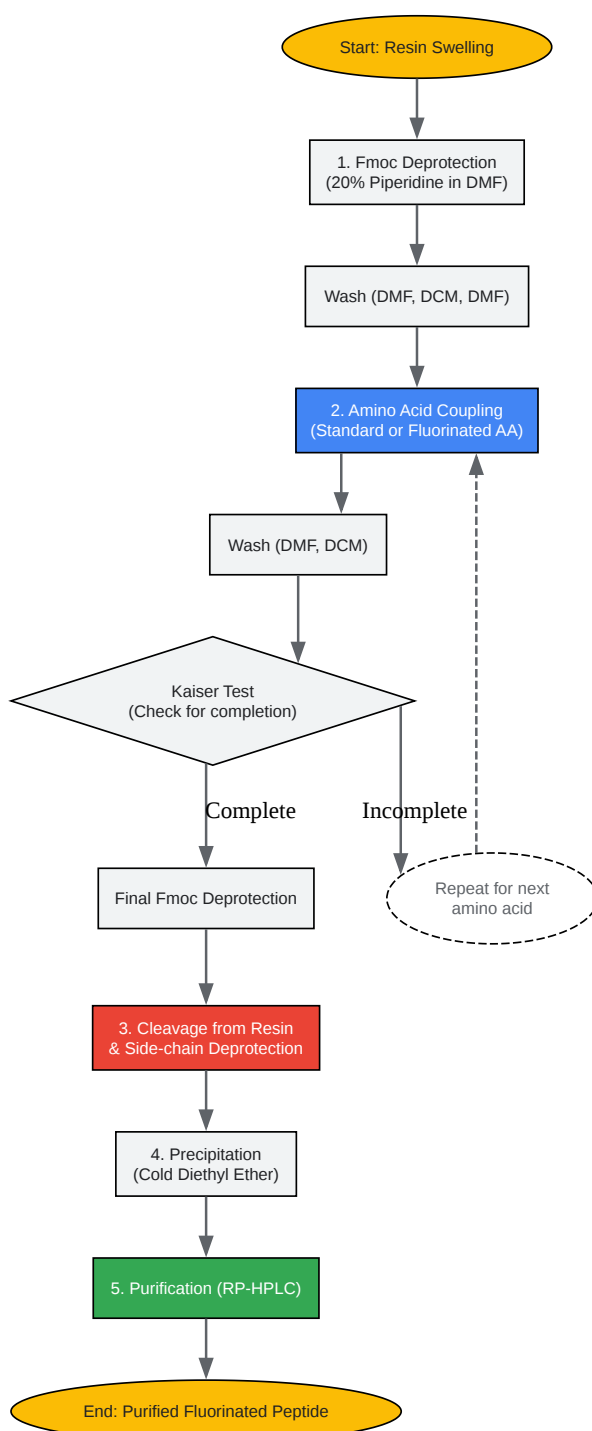 Start: Resin Swelling
1. Fmoc Deprotection
(20% Piperidine in DMF)
Wash (DMF, DCM, DMF)
2. Amino Acid Coupling
(Standard or Fluorinated AA)
Wash (DMF, DCM)
Kaiser Test
(Check for completion)
Complete
Incomplete
Final Fmoc Deprotection
Repeat for next
amino acid
3. Cleavage from Resin
& Side-chain Deprotection
4. Precipitation
(Cold Diethyl Ether)
5. Purification (RP-HPLC)
End: Purified Fluorinated Peptide